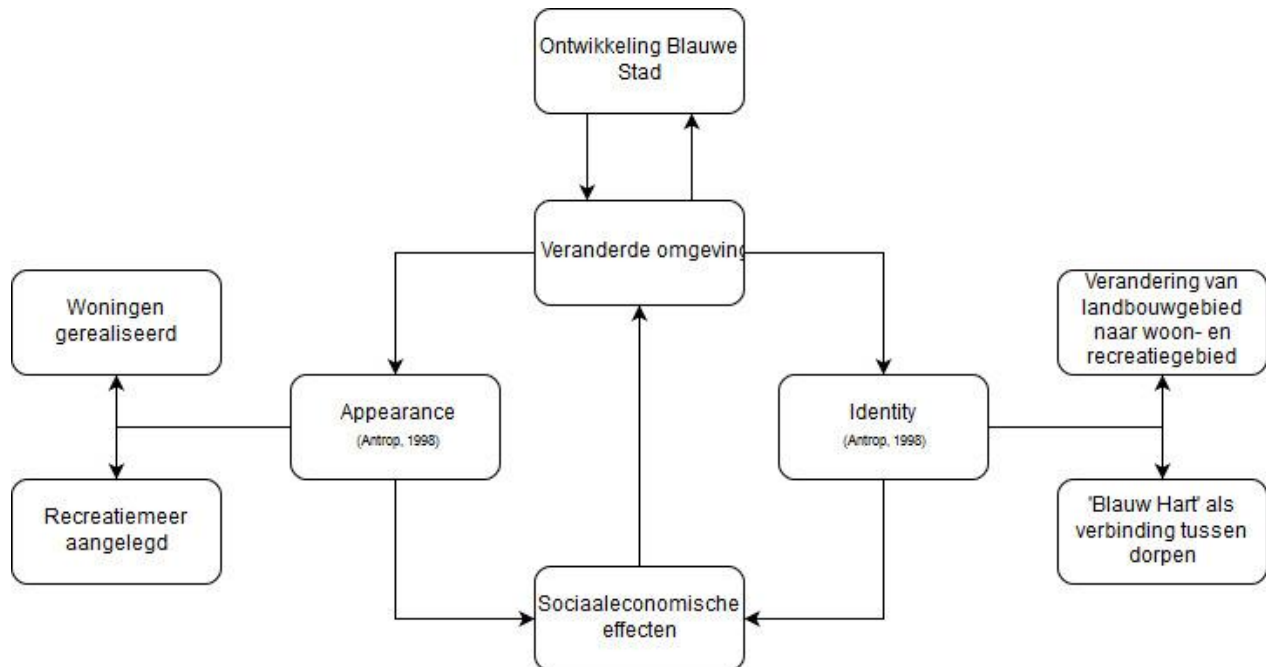 Ontwikkeling Blauwe
Stad
Veranderde omgeving
Woningen
gerealiseerd
Verandering van
landbouwgebied
naar woon- en
recreatiegebied
Appearance
(Antrop, 1998)
Identity
(Antrop, 1998)
Recreatiemeer
aangelegd
'Blauw Hart' als
verbinding tussen
dorpen
Sociaaleconomische
effecten